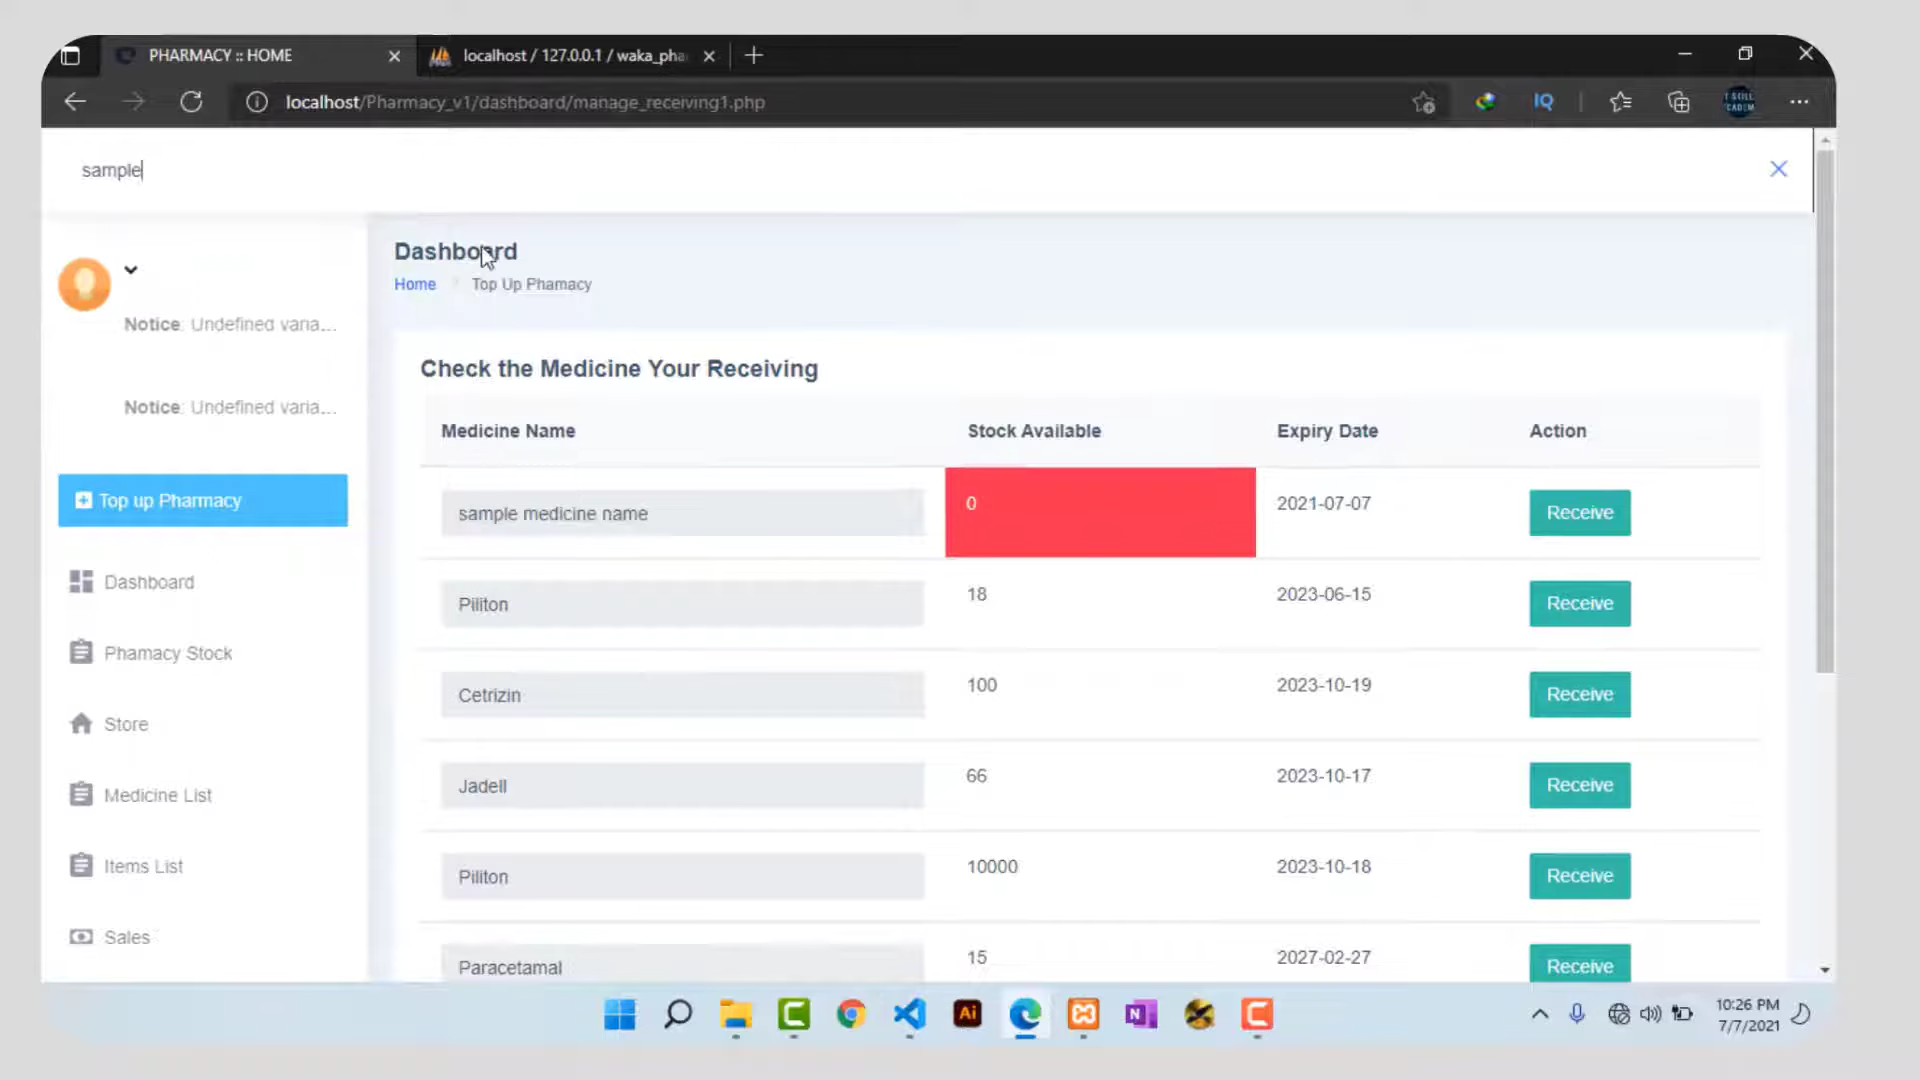 PHARMACY :: HOME
localhost / 127.0.0.1 / waka_pha
localhost/Pharmacy_v1/dashboard/manage_receiving1.php
IQ
I STILL
sample
Dashboard
Home
Top Up Phamacy
Notice: Undefined varia...
Notice: Undefined varia...
Top up Pharmacy
Dashboard
Phamacy Stock
Store
Medicine List
Items List
Sales
Check the Medicine Your Receiving
Medicine Name Stock Available Expiry Date Action
sample medicine name 0 2021-07-07 Receive
Piliton 18 2023-06-15 Receive
Cetrizin 100 2023-10-19 Receive
Jadell 66 2023-10-17 Receive
Piliton 10000 2023-10-18 Receive
Paracetamal 15 2027-02-27 Receive
Ai
N
10:26 PM
7/7/2021